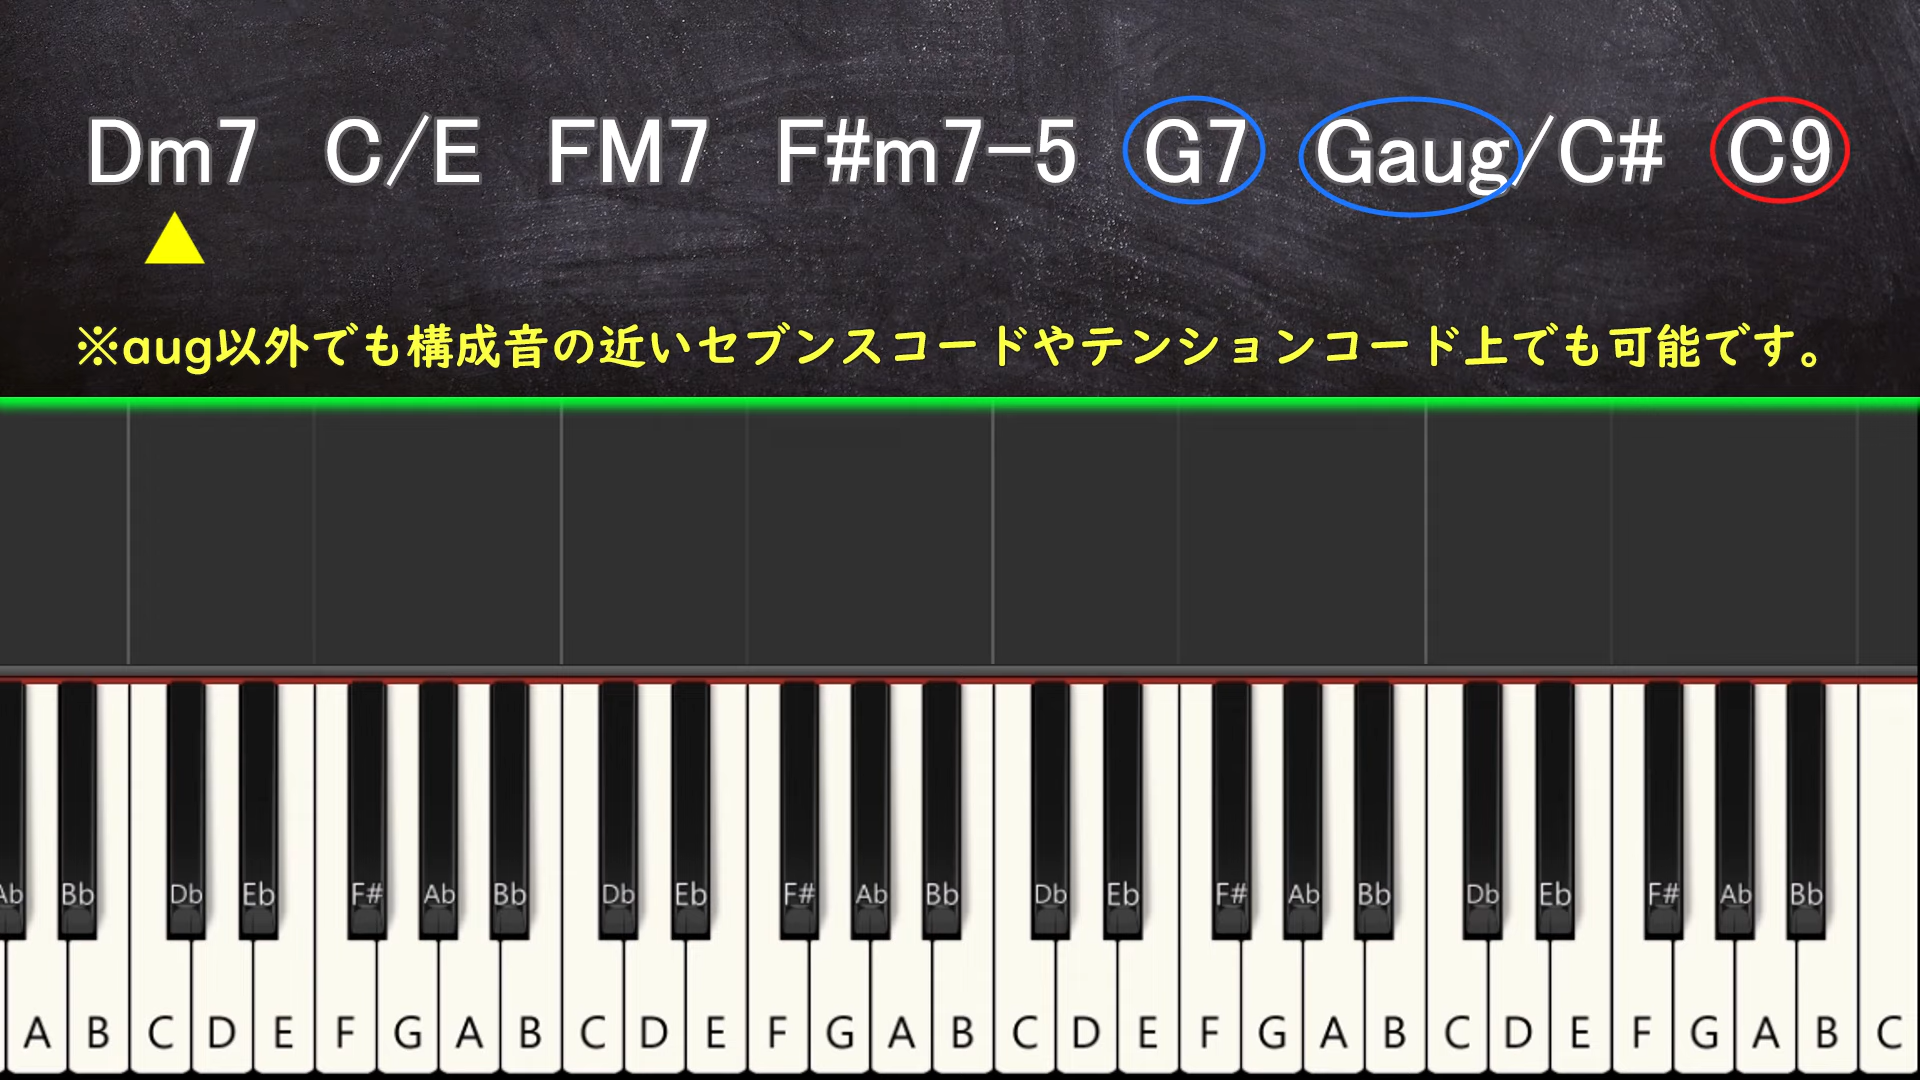 Dm7 C/E FM7 F#m7-5 G7 Gaug/C# C9
※aug以外でも構成音の近いセブンスコードやテンションコード上でも可能です。
Ab Bb Db Eb F# Ab Bb Db Eb F# Ab Bb Db Eb F# Ab Bb Db Eb F# Ab Bb
A B C D E F G A B C D E F G A B C D E F G A B C D E F G A B C